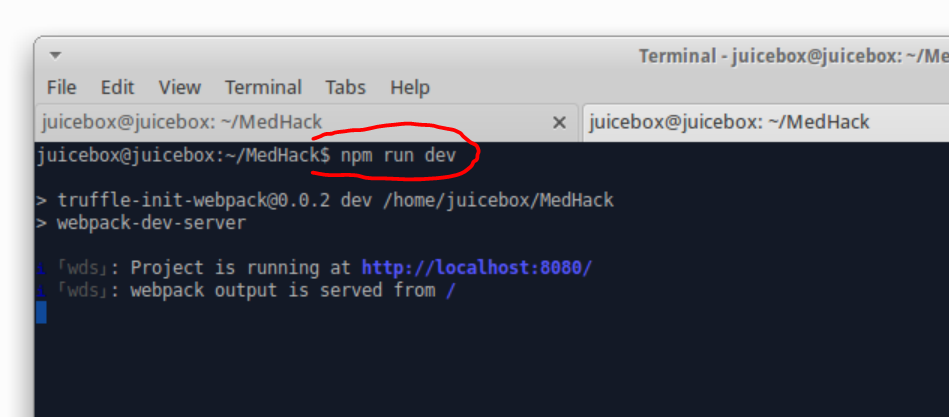 Terminal - juicebox@juicebox: ~/Me
File Edit View Terminal Tabs Help
juicebox@juicebox: ~/MedHack × juicebox@juicebox: ~/MedHack
juicebox@juicebox:~/MedHack$ npm run dev
> truffle-init-webpack@0.0.2 dev /home/juicebox/MedHack
> webpack-dev-server
ℹ ｢wds｣: Project is running at http://localhost:8080/
ℹ ｢wds｣: webpack output is served from /